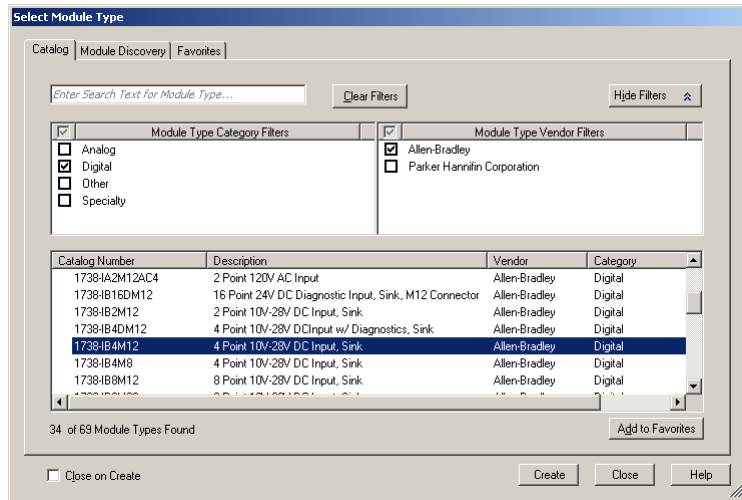 Select Module Type
Catalog Module Discovery Favorites
Enter Search Text for Module Type...
Clear Filters
Hide Filters
Module Type Category Filters Module Type Vendor Filters
Analog Allen-Bradley
Digital Parker Hannifin Corporation
Other
Specialty
Catalog Number Description Vendor Category
1738-IA2M12AC4 2 Point 120V AC Input Allen-Bradley Digital
1738-IB16DM12 16 Point 24V DC Diagnostic Input, Sink, M12 Connector Allen-Bradley Digital
1738-IB2M12 2 Point 10V-28V DC Input, Sink Allen-Bradley Digital
1738-IB4DM12 4 Point 10V-28V DCInput w/ Diagnostics, Sink Allen-Bradley Digital
1738-IB4M12 4 Point 10V-28V DC Input, Sink Allen-Bradley Digital
1738-IB4M8 4 Point 10V-28V DC Input, Sink Allen-Bradley Digital
1738-IB8M12 8 Point 10V-28V DC Input, Sink Allen-Bradley Digital
34 of 69 Module Types Found
Add to Favorites
Close on Create
Create Close Help